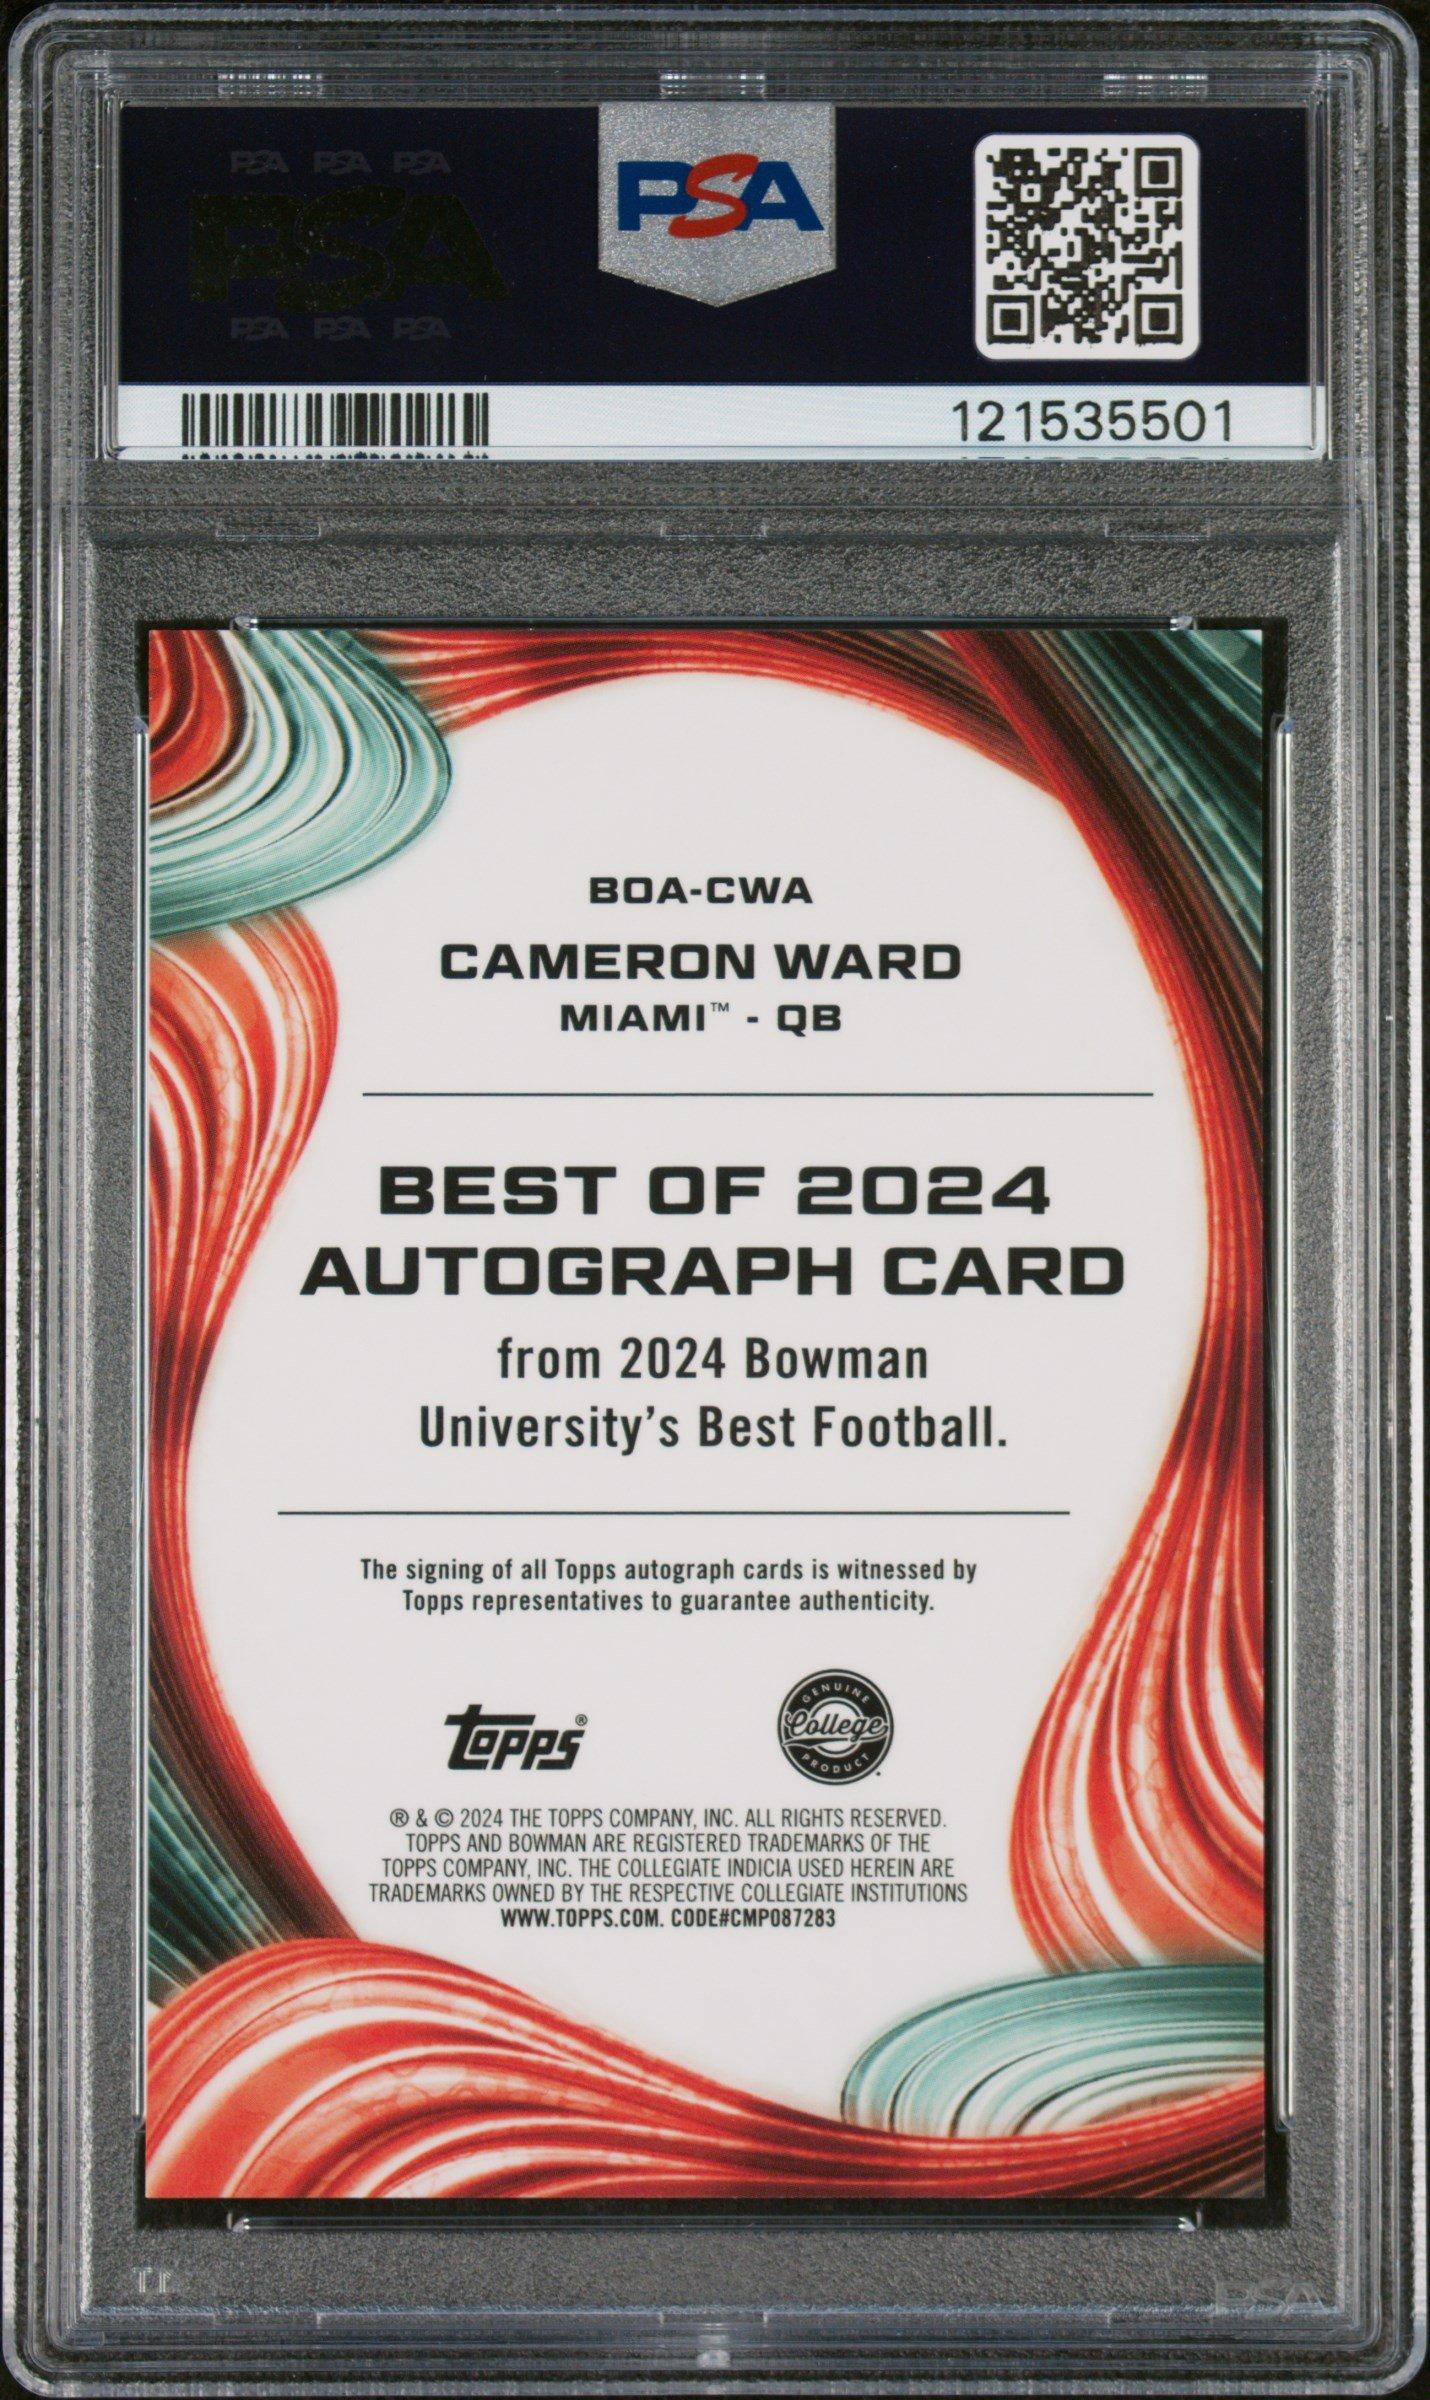 PSA PSA PSA
PSA
PSA PSA PSA
PSA
121535501
BOA-CWA
CAMERON WARD
MIAMI™ - QB
BEST OF 2024
AUTOGRAPH CARD
from 2024 Bowman
University's Best Football.
The signing of all Topps autograph cards is witnessed by
Topps representatives to guarantee authenticity.
topps®
GENUINE
College
PRODUCT
® & © 2024 THE TOPPS COMPANY, INC. ALL RIGHTS RESERVED.
TOPPS AND BOWMAN ARE REGISTERED TRADEMARKS OF THE
TOPPS COMPANY, INC. THE COLLEGIATE INDICIA USED HEREIN ARE
TRADEMARKS OWNED BY THE RESPECTIVE COLLEGIATE INSTITUTIONS
WWW.TOPPS.COM. CODE#CMP087283
PSA